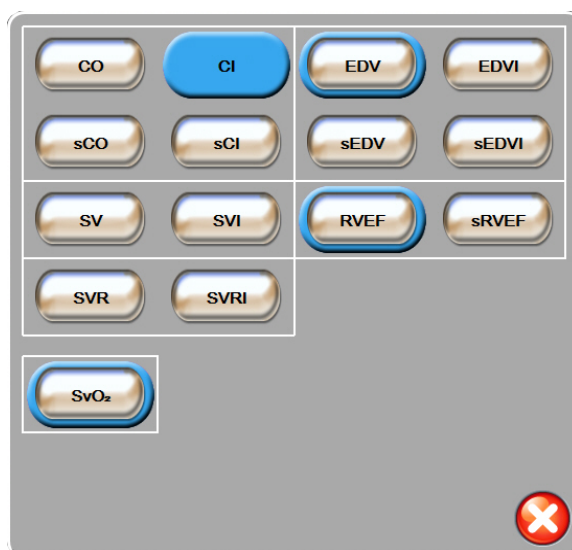 CO CI EDV EDVI
sCO sCI sEDV sEDVI
SV SVI RVEF sRVEF
SVR SVRI
SvO₂